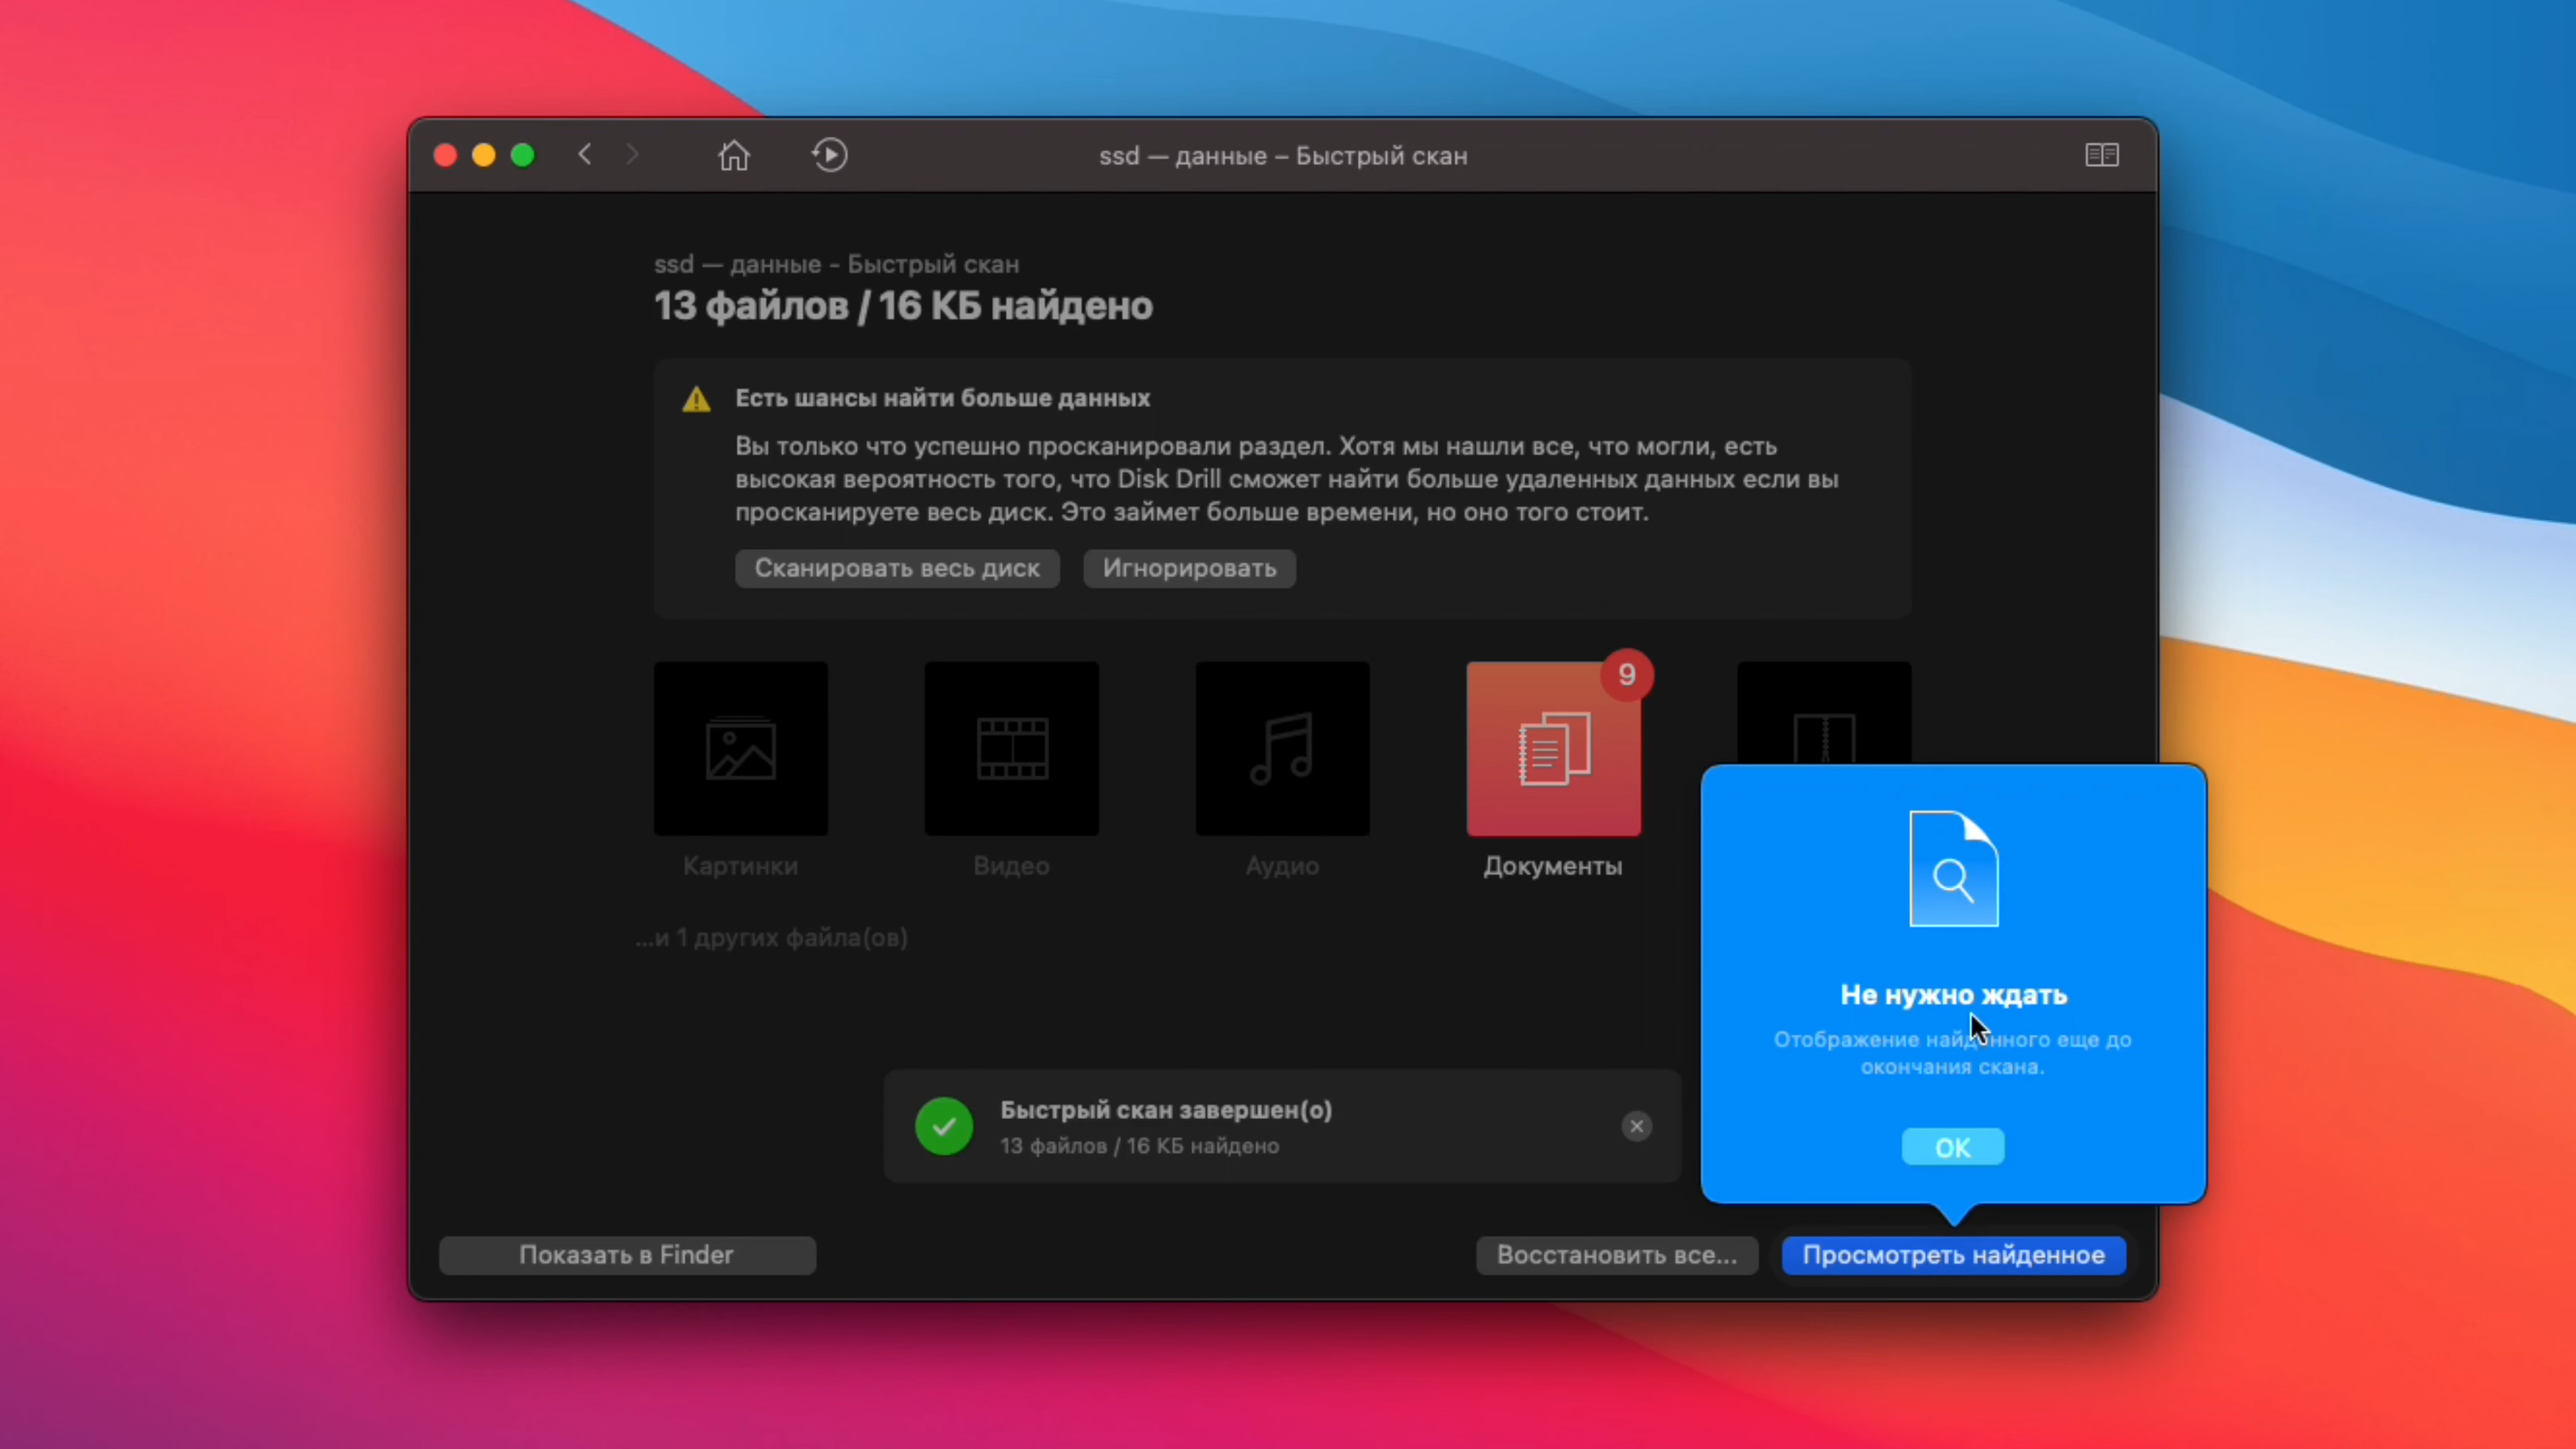 ssd — данные – Быстрый скан
ssd — данные - Быстрый скан
13 файлов / 16 КБ найдено
Есть шансы найти больше данных
Вы только что успешно просканировали раздел. Хотя мы нашли все, что могли, есть
высокая вероятность того, что Disk Drill сможет найти больше удаленных данных если вы
просканируете весь диск. Это займет больше времени, но оно того стоит.
Сканировать весь диск
Игнорировать
9
Картинки
Видео
Аудио
Документы
...и 1 других файла(ов)
Не нужно ждать
Отображение найденного еще до
окончания скана.
OK
Быстрый скан завершен(о)
13 файлов / 16 КБ найдено
Показать в Finder
Восстановить все...
Просмотреть найденное